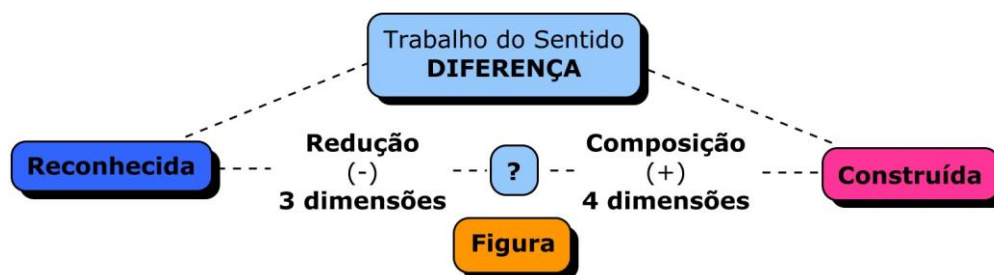 Trabalho do Sentido
DIFERENÇA
Reconhecida
Redução
(-)
3 dimensões
?
Composição
(+)
4 dimensões
Construída
Figura